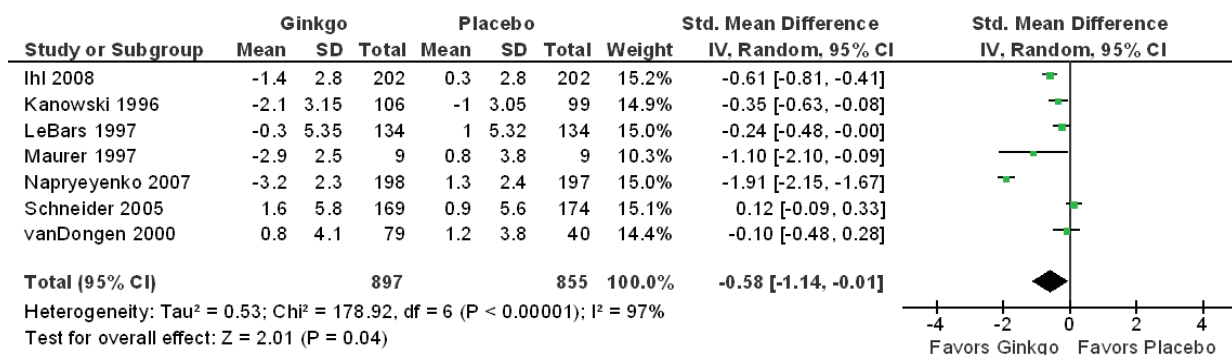 Ginkgo Placebo Std. Mean Difference Std. Mean Difference
Study or Subgroup Mean SD Total Mean SD Total Weight IV, Random, 95% CI IV, Random, 95% CI
Ihl 2008 -1.4 2.8 202 0.3 2.8 202 15.2% -0.61 [-0.81, -0.41]
Kanowski 1996 -2.1 3.15 106 -1 3.05 99 14.9% -0.35 [-0.63, -0.08]
LeBars 1997 -0.3 5.35 134 1 5.32 134 15.0% -0.24 [-0.48, -0.00]
Maurer 1997 -2.9 2.5 9 0.8 3.8 9 10.3% -1.10 [-2.10, -0.09]
Napryeyenko 2007 -3.2 2.3 198 1.3 2.4 197 15.0% -1.91 [-2.15, -1.67]
Schneider 2005 1.6 5.8 169 0.9 5.6 174 15.1% 0.12 [-0.09, 0.33]
vanDongen 2000 0.8 4.1 79 1.2 3.8 40 14.4% -0.10 [-0.48, 0.28]
Total (95% CI) 897 855 100.0% -0.58 [-1.14, -0.01]
Heterogeneity: Tau² = 0.53; Chi² = 178.92, df = 6 (P < 0.00001); I² = 97%
Test for overall effect: Z = 2.01 (P = 0.04)
-4 -2 0 2 4
Favors Ginkgo Favors Placebo